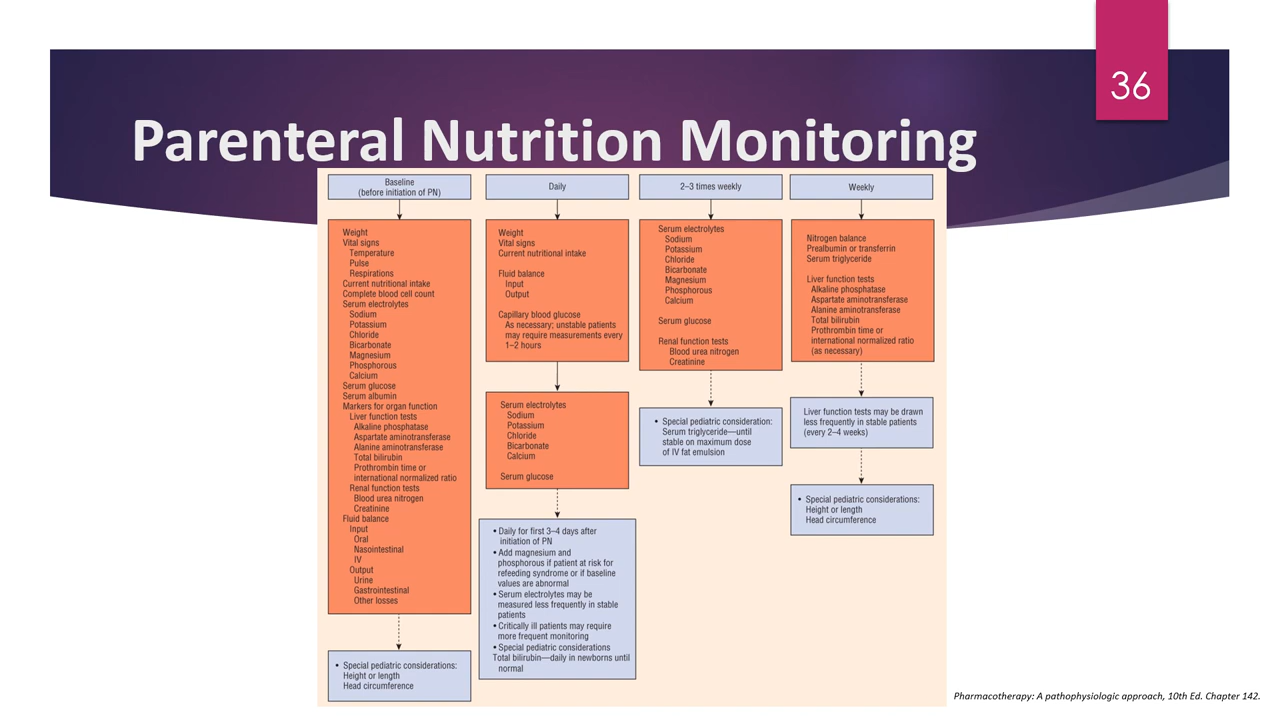 36
Parenteral Nutrition Monitoring
Baseline
(before initiation of PN)
Weight
Vital signs
Temperature
Pulse
Respirations
Current nutritional intake
Complete blood cell count
Serum electrolytes
Sodium
Potassium
Chloride
Bicarbonate
Magnesium
Phosphorous
Calcium
Serum glucose
Serum albumin
Markers for organ function
Liver function tests
Alkaline phosphatase
Aspartate aminotransferase
Alanine aminotransferase
Total bilirubin
Prothrombin time or
international normalized ratio
Renal function tests
Blood urea nitrogen
Creatinine
Fluid balance
Input
Oral
Nasointestinal
IV
Output
Urine
Gastrointestinal
Other losses
• Special pediatric considerations:
Height or length
Head circumference
Daily
Weight
Vital signs
Current nutritional intake
Fluid balance
Input
Output
Capillary blood glucose
As necessary; unstable patients
may require measurements every
1–2 hours
Serum electrolytes
Sodium
Potassium
Chloride
Bicarbonate
Calcium
Serum glucose
• Daily for first 3–4 days after
initiation of PN
• Add magnesium and
phosphorous if patient at risk for
refeeding syndrome or if baseline
values are abnormal
• Serum electrolytes may be
measured less frequently in stable
patients
• Critically ill patients may require
more frequent monitoring
• Special pediatric considerations
Total bilirubin—daily in newborns until
normal
2–3 times weekly
Serum electrolytes
Sodium
Potassium
Chloride
Bicarbonate
Magnesium
Phosphorous
Calcium
Serum glucose
Renal function tests
Blood urea nitrogen
Creatinine
• Special pediatric consideration:
Serum triglyceride—until
stable on maximum dose
of IV fat emulsion
Weekly
Nitrogen balance
Prealbumin or transferrin
Serum triglyceride
Liver function tests
Alkaline phosphatase
Aspartate aminotransferase
Alanine aminotransferase
Total bilirubin
Prothrombin time or
international normalized ratio
(as necessary)
Liver function tests may be drawn
less frequently in stable patients
(every 2–4 weeks)
• Special pediatric considerations:
Height or length
Head circumference
Pharmacotherapy: A pathophysiologic approach, 10th Ed. Chapter 142.